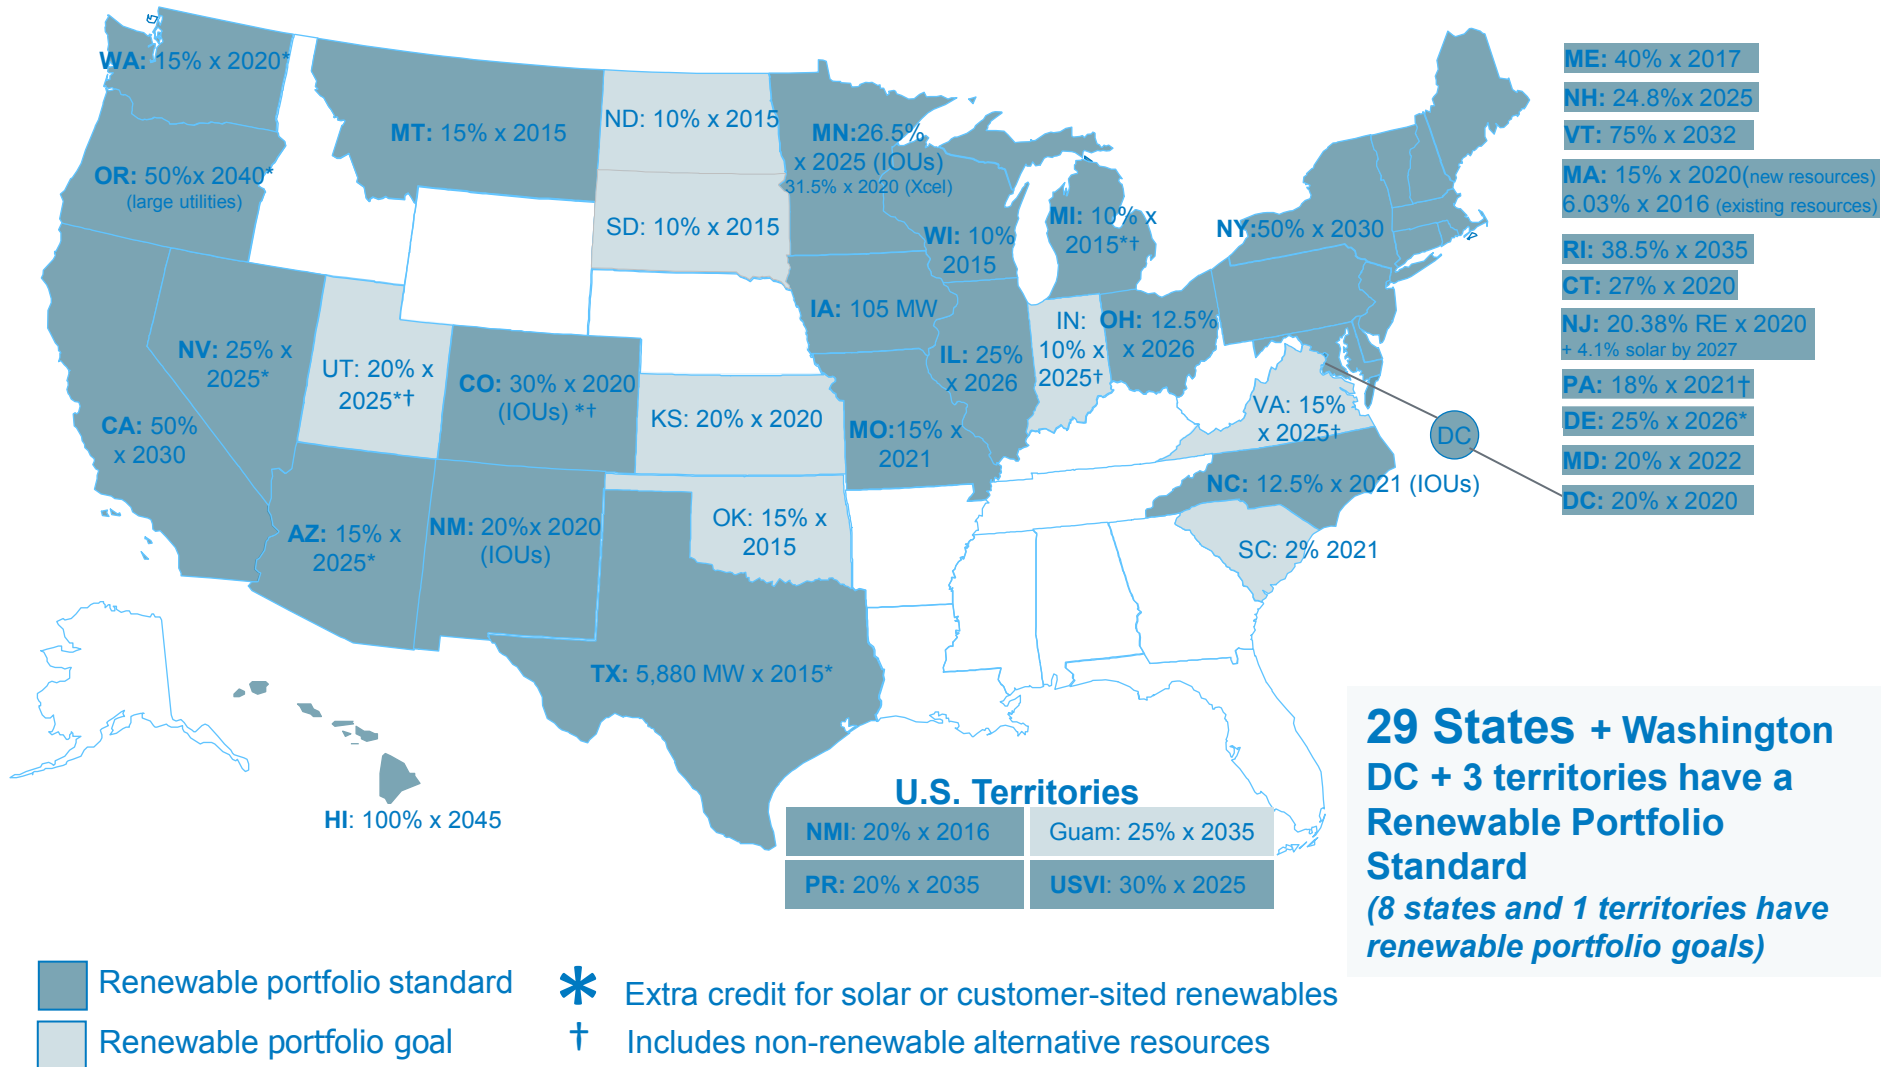 WA: 15% x 2020*
MT: 15% x 2015
ND: 10% x 2015
MN:26.5%
x 2025 (IOUs)
31.5% x 2020 (Xcel)
OR: 50%x 2040*
(large utilities)
SD: 10% x 2015
WI: 10%
2015
MI: 10% x
2015*†
NY:50% x 2030
IA: 105 MW
NV: 25% x
2025*
UT: 20% x
2025*†
CO: 30% x 2020
(IOUs) *†
IL: 25%
x 2026
IN:
10% x
2025†
OH: 12.5%
x 2026
CA: 50%
x 2030
KS: 20% x 2020
MO:15% x
2021
VA: 15%
x 2025†
DC
NC: 12.5% x 2021 (IOUs)
AZ: 15% x
2025*
NM: 20%x 2020
(IOUs)
OK: 15% x
2015
SC: 2% 2021
TX: 5,880 MW x 2015*
HI: 100% x 2045
ME: 40% x 2017
NH: 24.8%x 2025
VT: 75% x 2032
MA: 15% x 2020(new resources)
6.03% x 2016 (existing resources)
RI: 38.5% x 2035
CT: 27% x 2020
NJ: 20.38% RE x 2020
+ 4.1% solar by 2027
PA: 18% x 2021†
DE: 25% x 2026*
MD: 20% x 2022
DC: 20% x 2020
U.S. Territories
NMI: 20% x 2016
Guam: 25% x 2035
PR: 20% x 2035
USVI: 30% x 2025
29 States + Washington
DC + 3 territories have a
Renewable Portfolio
Standard
(8 states and 1 territories have
renewable portfolio goals)
Renewable portfolio standard
* Extra credit for solar or customer-sited renewables
Renewable portfolio goal
† Includes non-renewable alternative resources